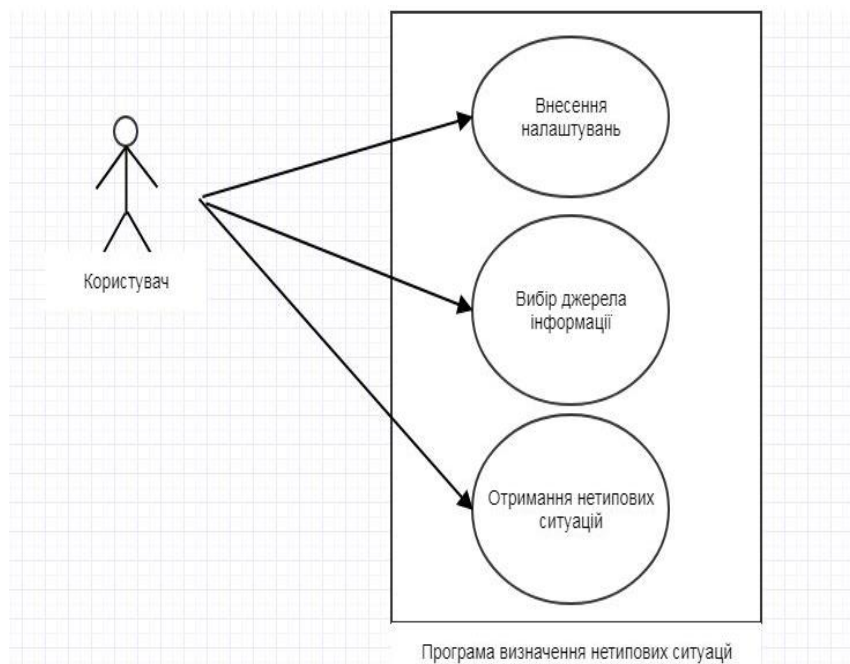 Внесення
налаштувань
Користувач
Вибір джерела
інформації
Отримання нетипових
ситуацій
Програма визначення нетипових ситуацй